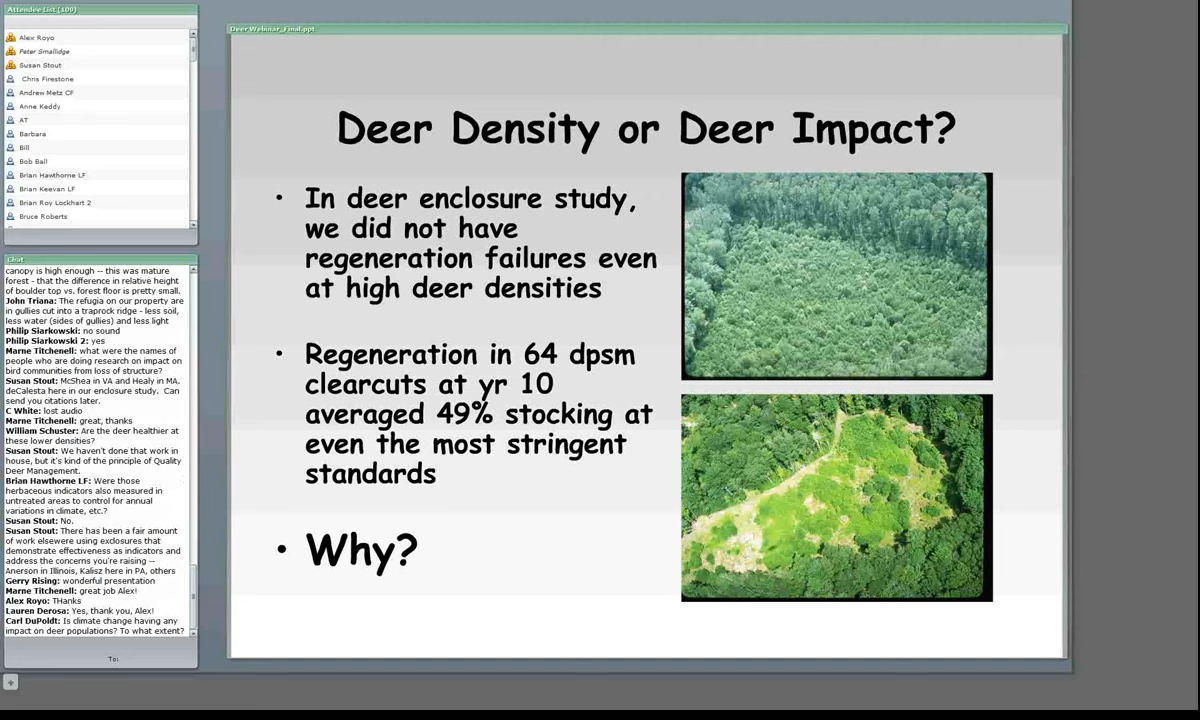 Attendee List (109)
Alex Royo
Peter Smallidge
Susan Stout
Chris Firestone
Andrew Metz CF
Anne Keddy
AT
Barbara
Bill
Bob Ball
Brian Hawthorne LF
Brian Keevan LF
Brian Roy Lockhart 2
Bruce Roberts
Chat
canopy is high enough -- this was mature
forest - that the difference in relative height
of boulder top vs. forest floor is pretty small.
John Triana: The refugia on our property are
in gullies cut into a traprock ridge - less soil,
less water (sides of gullies) and less light
Philip Siarkowski: no sound
Philip Siarkowski 2: yes
Marne Titchenell: what were the names of
people who are doing research on impact on
bird communities from loss of structure?
Susan Stout: McShea in VA and Healy in MA.
deCalesta here in our enclosure study. Can
send you citations later.
C White: lost audio
Marne Titchenell: great, thanks
William Schuster: Are the deer healthier at
these lower densities?
Susan Stout: We haven't done that work in
house, but it's kind of the principle of Quality
Deer Management.
Brian Hawthorne LF: Were those
herbaceous indicators also measured in
untreated areas to control for annual
variations in climate, etc.?
Susan Stout: No.
Susan Stout: There has been a fair amount
of work elsewere using exclosures that
demonstrate effectiveness as indicators and
address the concerns you're raising --
Anerson in Illinois, Kalisz here in PA, others
Gerry Rising: wonderful presentation
Marne Titchenell: great job Alex!
Alex Royo: THanks
Lauren Derosa: Yes, thank you, Alex!
Carl DuPoldt: Is climate change having any
impact on deer populations? To what extent?
To:
Deer Webinar_Final.ppt
Deer Density or Deer Impact?
• In deer enclosure study,
we did not have
regeneration failures even
at high deer densities
• Regeneration in 64 dpsm
clearcuts at yr 10
averaged 49% stocking at
even the most stringent
standards
• Why?